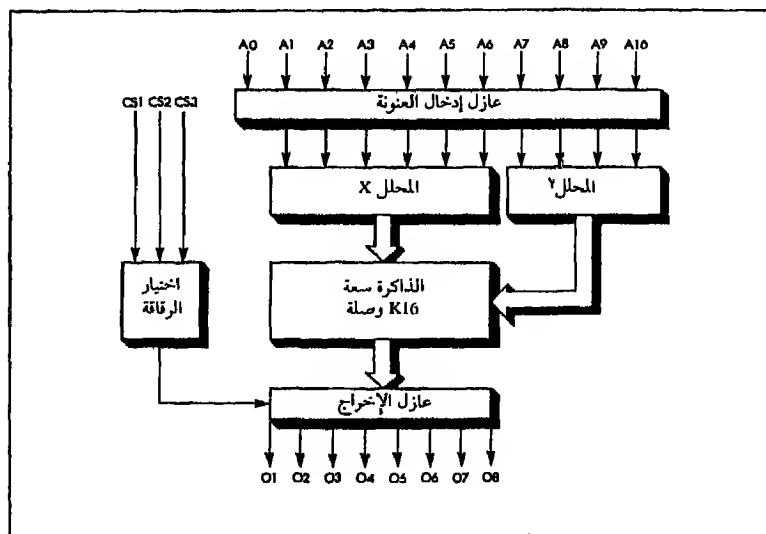 A0 A1 A2 A3 A4 A5 A6 A7 A8 A9 A10
عازل إدخال العنونة
CS1 CS2 CS3
المحلل X
المحلل ٢
اختيار
الرقاقة
الذاكرة سعة
K16 وصلة
عازل الإخراج
O1 O2 O3 O4 O5 O6 O7 O8